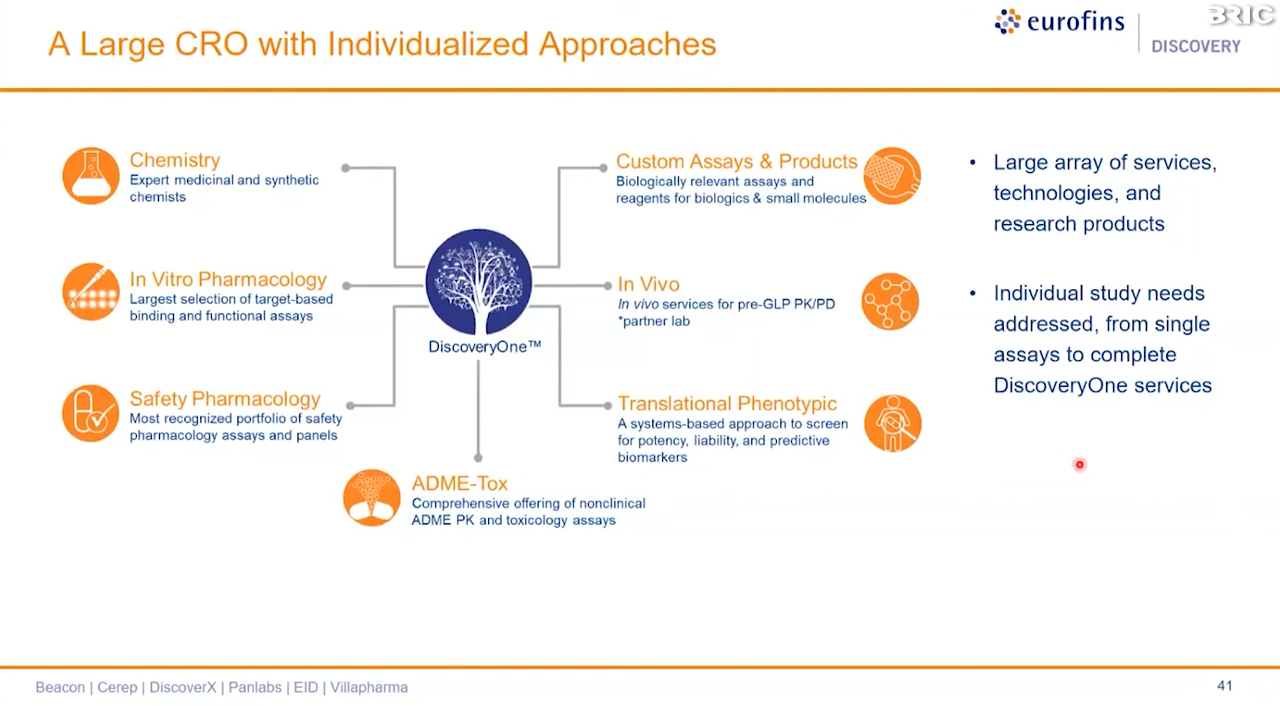 A Large CRO with Individualized Approaches
eurofins
DISCOVERY
BRIC
Chemistry
Expert medicinal and synthetic
chemists
In Vitro Pharmacology
Largest selection of target-based
binding and functional assays
Safety Pharmacology
Most recognized portfolio of safety
pharmacology assays and panels
DiscoveryOne™
ADME-Tox
Comprehensive offering of nonclinical
ADME PK and toxicology assays
Custom Assays & Products
Biologically relevant assays and
reagents for biologics & small molecules
In Vivo
In vivo services for pre-GLP PK/PD
*partner lab
Translational Phenotypic
A systems-based approach to screen
for potency, liability, and predictive
biomarkers
• Large array of services,
technologies, and
research products
• Individual study needs
addressed, from single
assays to complete
DiscoveryOne services
Beacon | Cerep | DiscoverX | Panlabs | EID | Villapharma
41